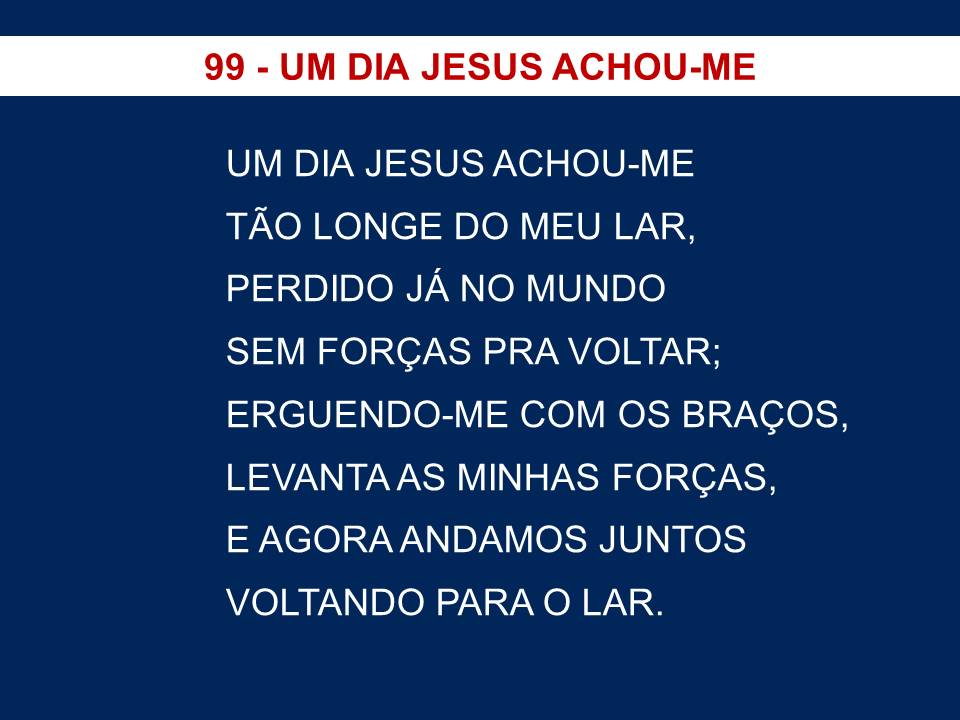 99 - UM DIA JESUS ACHOU-ME
UM DIA JESUS ACHOU-ME
TÃO LONGE DO MEU LAR,
PERDIDO JÁ NO MUNDO
SEM FORÇAS PRA VOLTAR;
ERGUENDO-ME COM OS BRAÇOS,
LEVANTA AS MINHAS FORÇAS,
E AGORA ANDAMOS JUNTOS
VOLTANDO PARA O LAR.